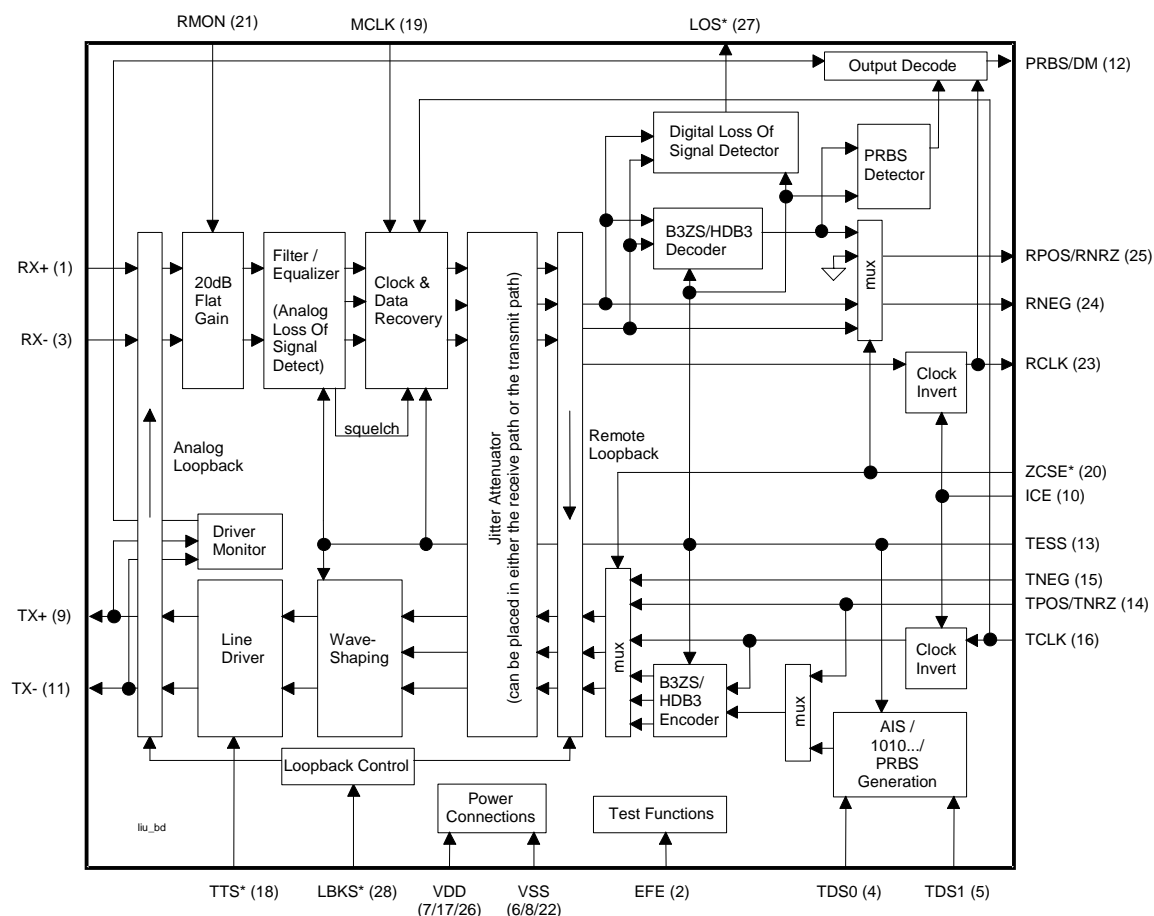 RMON (21)
MCLK (19)
LOS* (27)
Output Decode
PRBS/DM (12)
Digital Loss Of
Signal Detector
PRBS
Detector
B3ZS/HDB3
Decoder
mux
RX+ (1)
RX- (3)
20dB
Flat
Gain
Filter /
Equalizer
(Analog
Loss Of
Signal
Detect)
Clock &
Data
Recovery
squelch
Jitter Attenuator
(can be placed in either the receive path or the transmit path)
RPOS/RNRZ (25)
RNEG (24)
RCLK (23)
Clock
Invert
Analog
Loopback
Remote
Loopback
ZCSE* (20)
ICE (10)
TESS (13)
TNEG (15)
TPOS/TNRZ (14)
TCLK (16)
Driver
Monitor
TX+ (9)
TX- (11)
Line
Driver
Wave-
Shaping
mux
B3ZS/
HDB3
Encoder
mux
Clock
Invert
AIS /
1010.../
PRBS
Generation
Loopback Control
Power
Connections
Test Functions
liu_bd
TTS* (18)
LBKS* (28)
VDD
(7/17/26)
VSS
(6/8/22)
EFE (2)
TDS0 (4)
TDS1 (5)